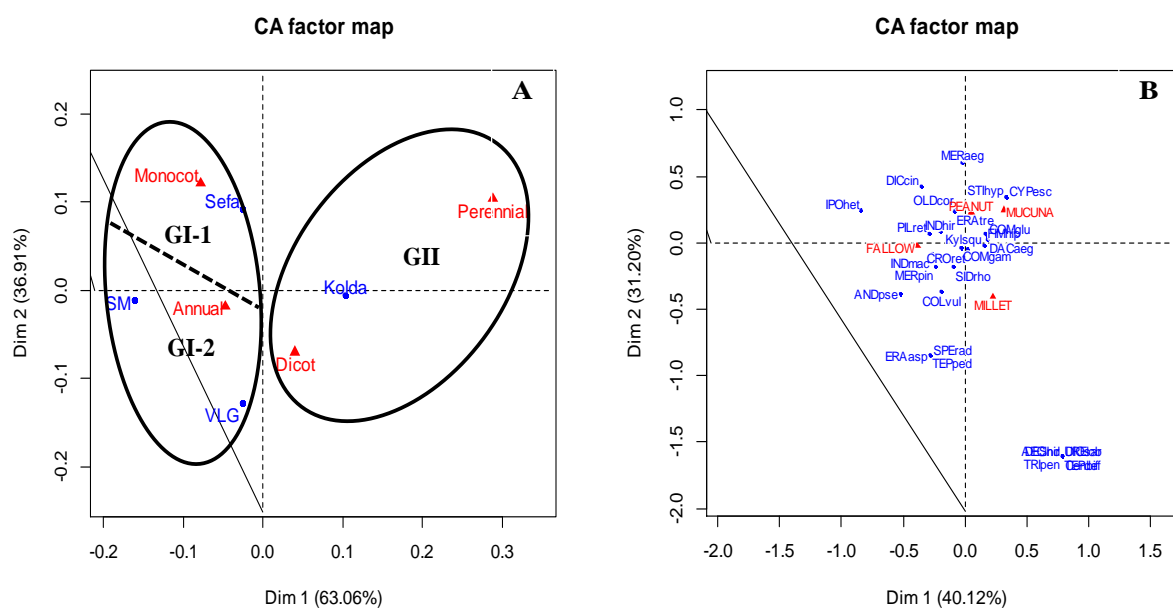 CA factor map
A
0.2
0.1
0.0
-0.1
-0.2
Dim 2 (36.91%)
Monocot
Sefa
GI-1
Perennial
GII
SM
Annual
Kolda
GI-2
Dicot
VLG
-0.2 -0.1 0.0 0.1 0.2 0.3
Dim 1 (63.06%)
CA factor map
B
1.0
0.5
0.0
-0.5
-1.0
-1.5
-2.0
Dim 2 (31.20%)
MERaeg
DICcin
STIhyp CYPesc
IPOhet
OLDcor PEANUT
MUCUNA
ERAtre
PILret INDhir
COMglu
Kylsqu
FALLOW
DACaeg
CROret COMgam
INDmac
MERpin SIDrho
ANDpse
COLvul
MILLET
ERAasp SPErad
TEPped
TRIpen
-2.0 -1.5 -1.0 -0.5 0.0 0.5 1.0 1.5
Dim 1 (40.12%)